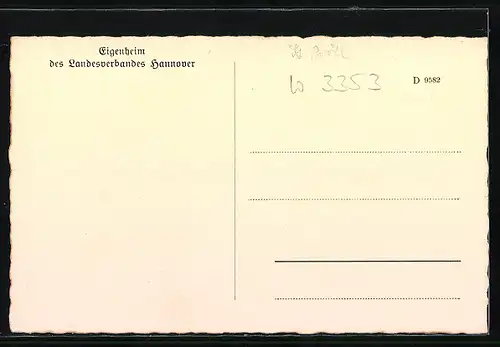 Eigenheim
des Landesverbandes Hannover
W 3353
D 9582